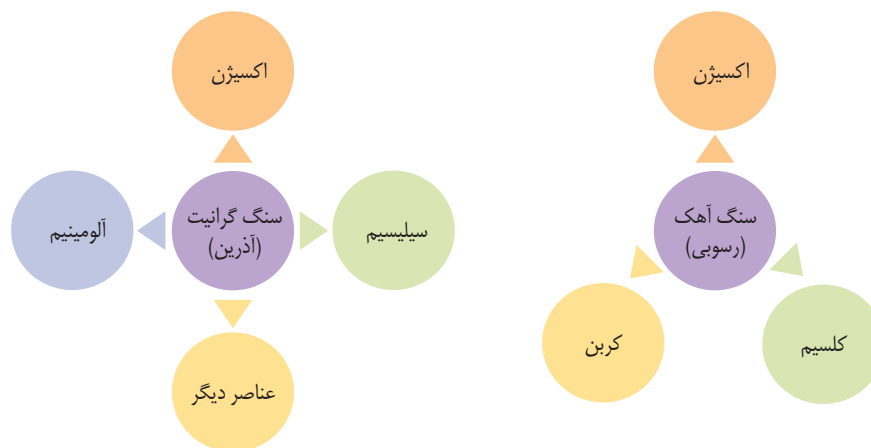 اکسیژن
سنگ آهک
(رسوبی)
کربن
کلسیم
اکسیژن
سنگ گرانیت
(آذرین)
سیلیسیم
آلومینیم
عناصر دیگر